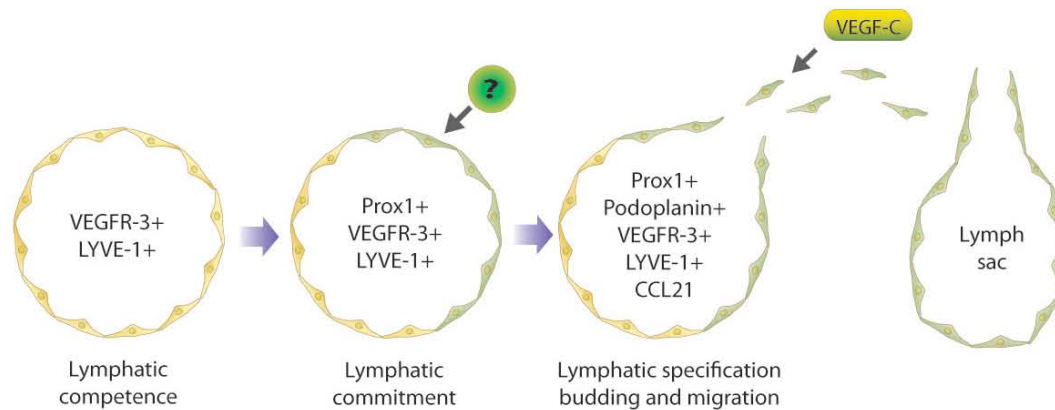 VEGF-C
?
VEGFR-3+
LYVE-1+
Prox1+
VEGFR-3+
LYVE-1+
Prox1+
Podoplanin+
VEGFR-3+
LYVE-1+
CCL21
Lymph
sac
Lymphatic
competence
Lymphatic
commitment
Lymphatic specification
budding and migration